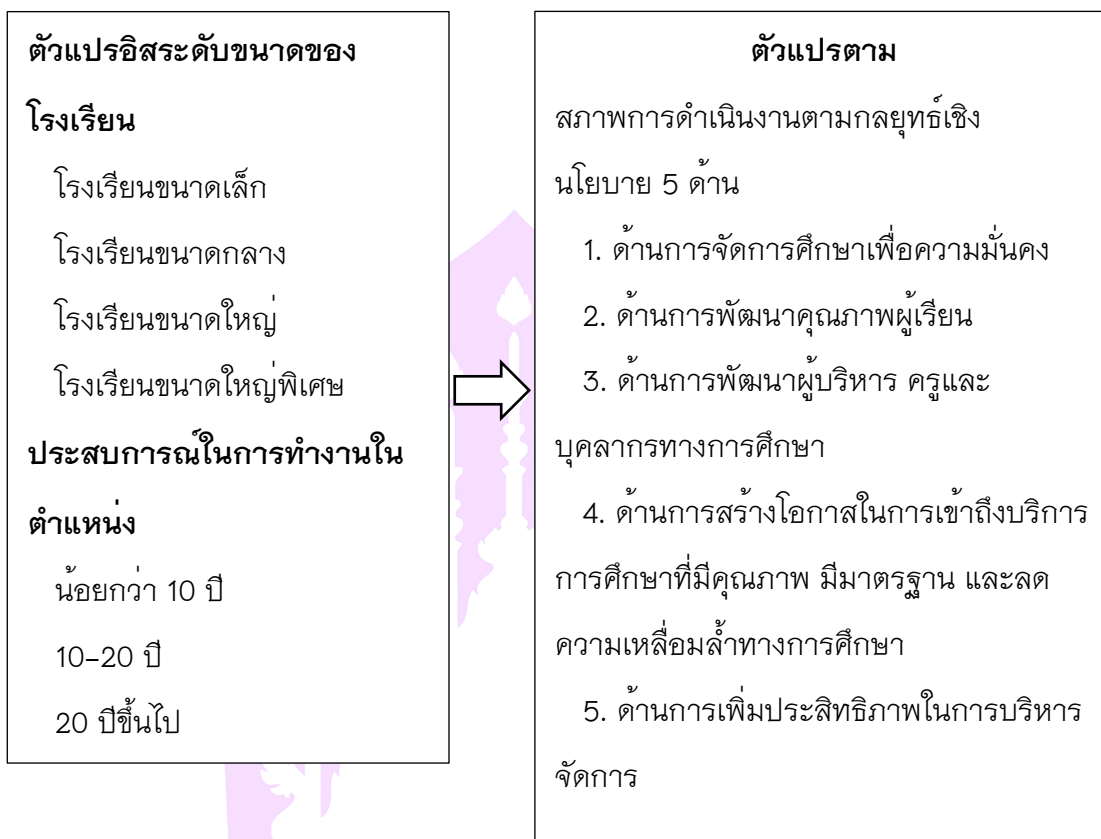 ตัวแปรอิสระดับขนาดของ
โรงเรียน
โรงเรียนขนาดเล็ก
โรงเรียนขนาดกลาง
โรงเรียนขนาดใหญ่
โรงเรียนขนาดใหญ่พิเศษ
ประสบการณ์ในการทำงานใน
ตำแหน่ง
น้อยกว่า 10 ปี
10–20 ปี
20 ปีขึ้นไป
ตัวแปรตาม
สภาพการดำเนินงานตามกลยุทธ์เชิง
นโยบาย 5 ด้าน
1. ด้านการจัดการศึกษาเพื่อความมั่นคง
2. ด้านการพัฒนาคุณภาพผู้เรียน
3. ด้านการพัฒนาผู้บริหาร ครูและ
บุคลากรทางการศึกษา
4. ด้านการสร้างโอกาสในการเข้าถึงบริการ
การศึกษาที่มีคุณภาพ มีมาตรฐาน และลด
ความเหลื่อมล้ำทางการศึกษา
5. ด้านการเพิ่มประสิทธิภาพในการบริหาร
จัดการ